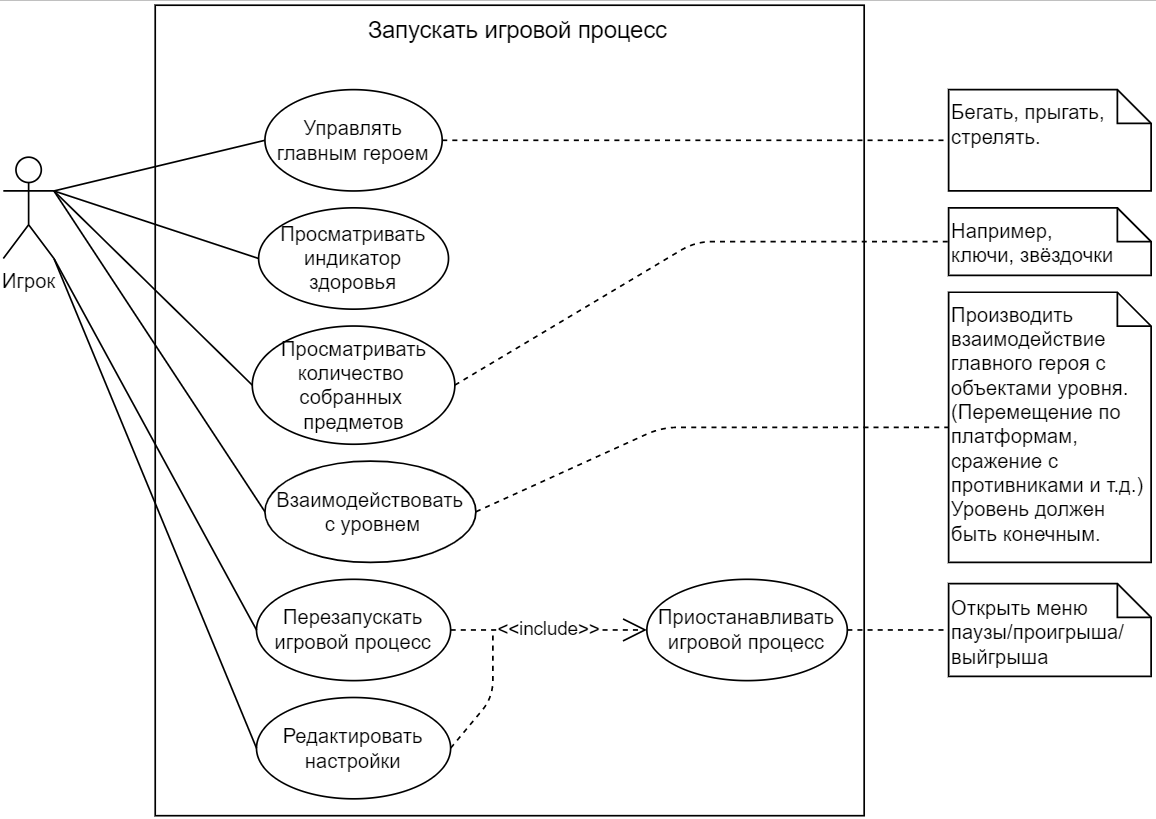 Запускать игровой процесс
Управлять
главным героем
Бегать, прыгать,
стрелять.
Игрок
Просматривать
индикатор
здоровья
Например,
ключи, звёздочки
Просматривать
количество
собранных
предметов
Производить
взаимодействие
главного героя с
объектами уровня.
(Перемещение по
платформам,
сражение с
противниками и т.д.)
Уровень должен
быть конечным.
Взаимодействовать
с уровнем
Перезапускать
игровой процесс
<<include>>
Приостанавливать
игровой процесс
Открыть меню
паузы/проигрыша/
выйгрыша
Редактировать
настройки